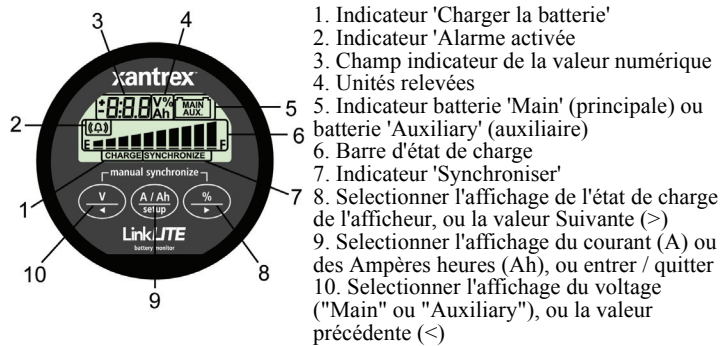 3
4
xantrex
+
-8.8.8 V% Ah MAIN AUX.
5
2
6
E F
CHARGE SYNCHRONIZE
manual synchronize
7
1
V A / Ah %
◄ setup ►
LinkLITE
battery monitor
10
8
9
1. Indicateur 'Charger la batterie'
2. Indicateur 'Alarme activée
3. Champ indicateur de la valeur numérique
4. Unités relevées
5. Indicateur batterie 'Main' (principale) ou
batterie 'Auxiliary' (auxiliaire)
6. Barre d'état de charge
7. Indicateur 'Synchroniser'
8. Selectionner l'affichage de l'état de charge
de l'afficheur, ou la valeur Suivante (>)
9. Selectionner l'affichage du courant (A) ou
des Ampères heures (Ah), ou entrer / quitter
10. Selectionner l'affichage du voltage
("Main" ou "Auxiliary"), ou la valeur
précédente (<)